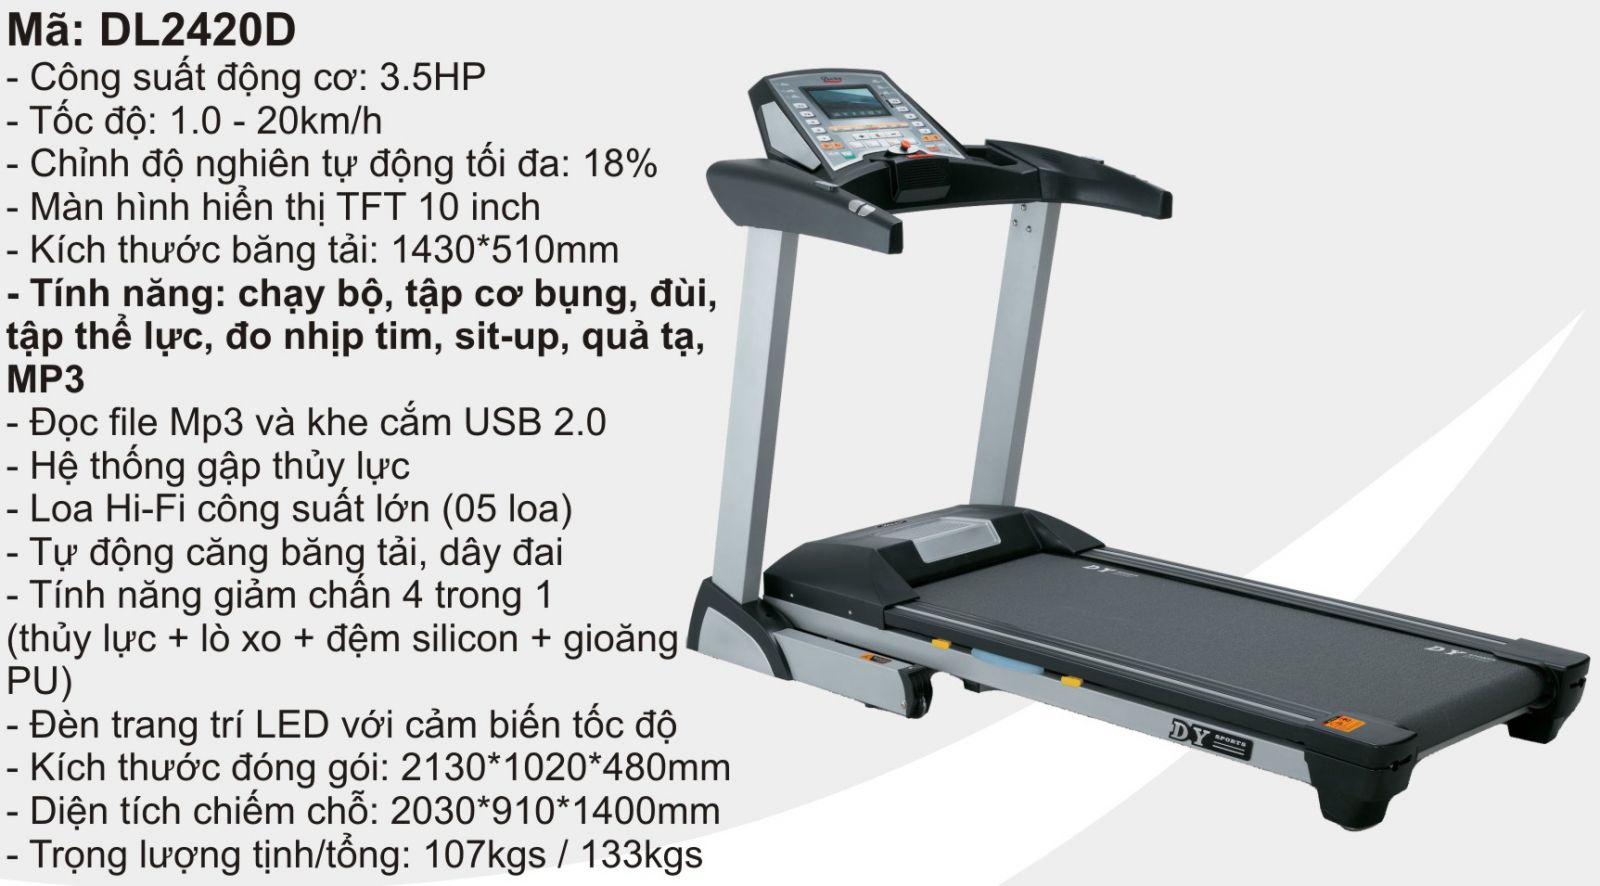 Mã: DL2420D
- Công suất động cơ: 3.5HP
- Tốc độ: 1.0 - 20km/h
- Chỉnh độ nghiên tự động tối đa: 18%
- Màn hình hiển thị TFT 10 inch
- Kích thước băng tải: 1430*510mm
- Tính năng: chạy bộ, tập cơ bụng, đùi,
tập thể lực, đo nhịp tim, sit-up, quả tạ,
MP3
- Đọc file Mp3 và khe cắm USB 2.0
- Hệ thống gập thủy lực
- Loa Hi-Fi công suất lớn (05 loa)
- Tự động căng băng tải, dây đai
- Tính năng giảm chấn 4 trong 1
(thủy lực + lò xo + đệm silicon + gioăng
PU)
- Đèn trang trí LED với cảm biến tốc độ
- Kích thước đóng gói: 2130*1020*480mm
- Diện tích chiếm chỗ: 2030*910*1400mm
- Trọng lượng tịnh/tổng: 107kgs / 133kgs
DY
DY
DY SPORTS